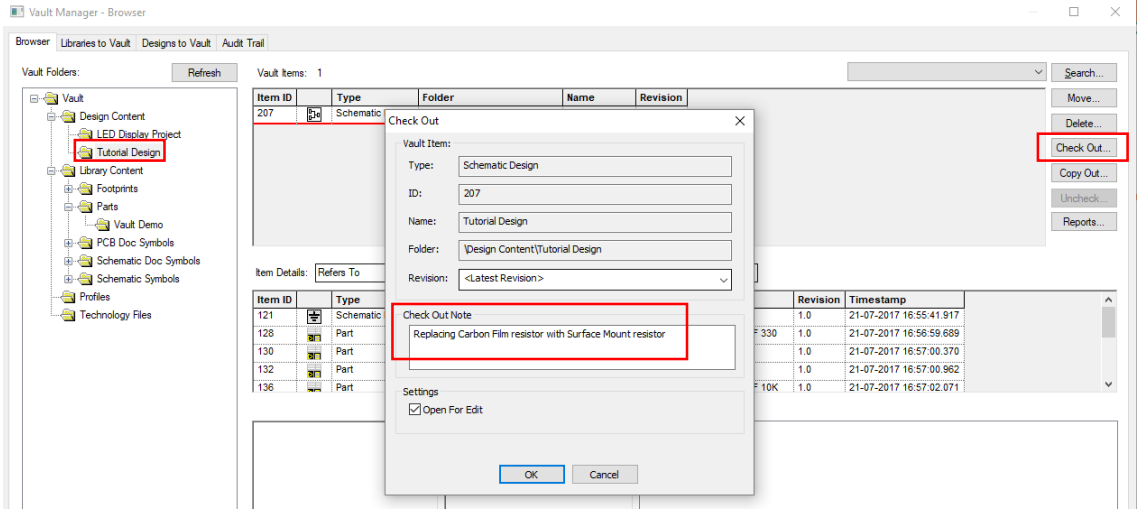 Vault Manager - Browser
Browser Libraries to Vault Designs to Vault Audit Trail
Vault Folders: Refresh Vault Items: 1 Search...
Vault
Design Content
LED Display Project
Tutorial Design
Library Content
Footprints
Parts
Vault Demo
PCB Doc Symbols
Schematic Doc Symbols
Schematic Symbols
Profiles
Technology Files
Item ID Type Folder Name Revision
207 Schematic
Move...
Delete...
Check Out...
Copy Out...
Uncheck...
Reports...
Check Out
Vault Item:
Type: Schematic Design
ID: 207
Name: Tutorial Design
Folder: \Design Content\Tutorial Design
Revision: <Latest Revision>
Check Out Note
Replacing Carbon Film resistor with Surface Mount resistor
Settings
Open For Edit
OK Cancel
Item Details: Refers To
Item ID Type Revision Timestamp
121 Schematic 1.0 21-07-2017 16:55:41.917
128 Part F 330 1.0 21-07-2017 16:56:59.689
130 Part 1.0 21-07-2017 16:57:00.370
132 Part 1.0 21-07-2017 16:57:00.962
136 Part F 10K 1.0 21-07-2017 16:57:02.071